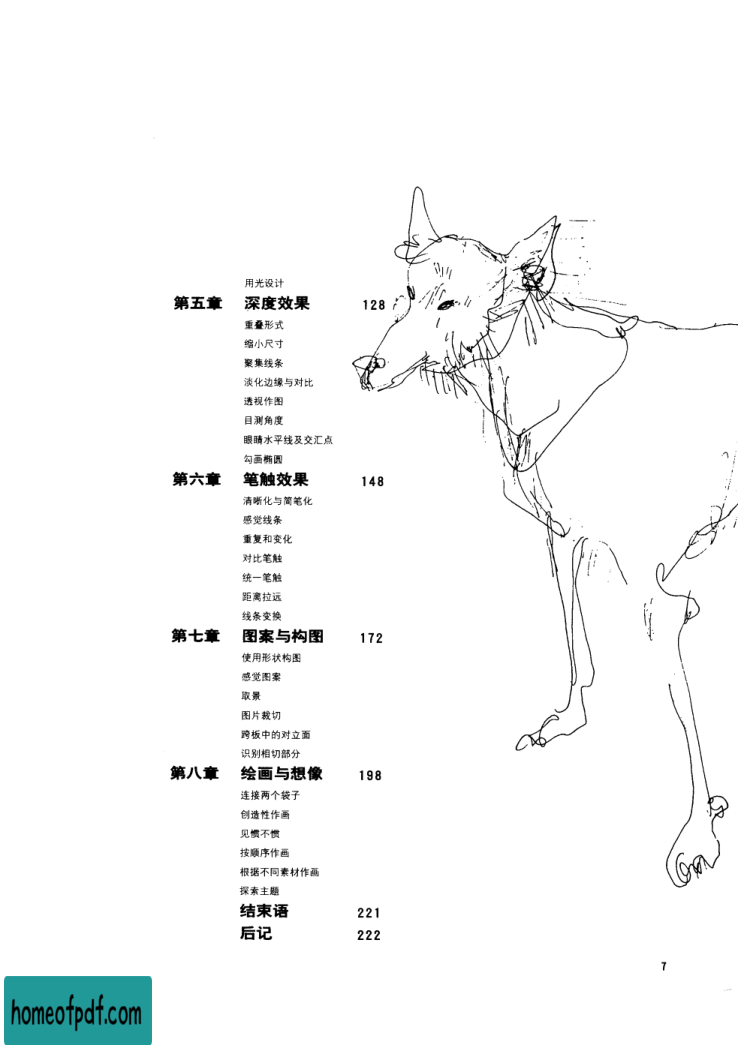 用光设计
第五章 深度效果 128
重叠形式
缩小尺寸
聚集线条
淡化边缘与对比
透视作图
目测角度
眼睛水平线及交汇点
勾画椭圆
第六章 笔触效果 148
清晰化与简笔化
感觉线条
重复和变化
对比笔触
统一笔触
距离拉远
线条变换
第七章 图案与构图 172
使用形状构图
感觉图案
取景
图片裁切
跨板中的对立面
识别相切部分
第八章 绘画与想像 198
连接两个袋子
创造性作画
见惯不惯
按顺序作画
根据不同素材作画
探索主题
结束语 221
后记 222
7
homeofpdf.com